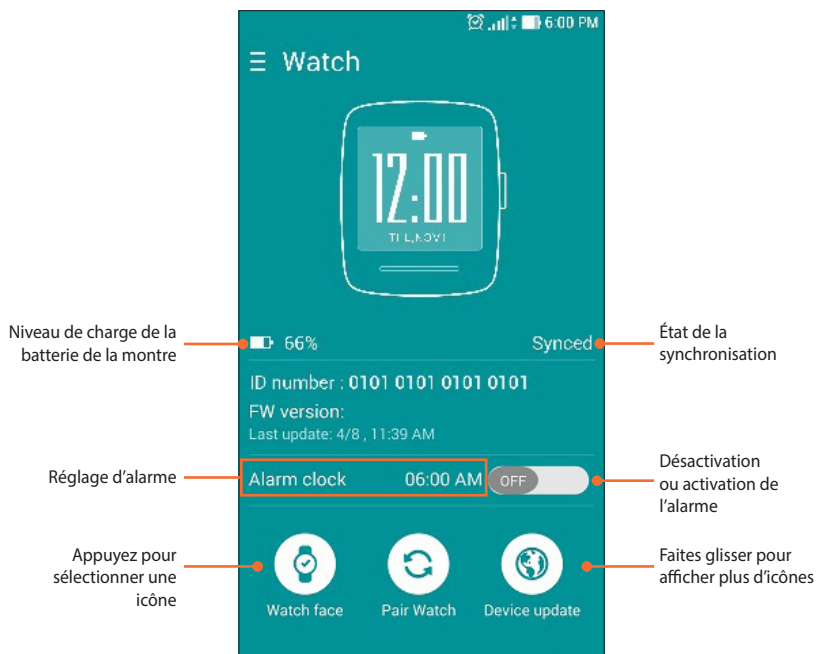 6:00 PM
Watch
12:00
Niveau de charge de la
batterie de la montre
66%
Synced
État de la
synchronisation
ID number : 0101 0101 0101 0101
FW version:
Last update: 4/8 , 11:39 AM
Réglage d’alarme
Alarm clock 06:00 AM OFF
Désactivation
ou activation de
l’alarme
Appuyez pour
sélectionner une
icône
Faites glisser pour
afficher plus d’icônes
Watch face Pair Watch Device update